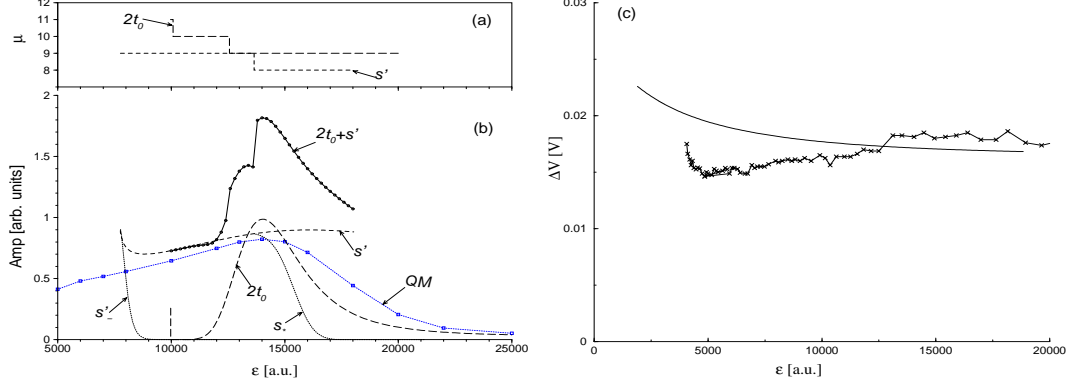 12
11
10
9
8
μ
2t₀
(a)
s'
2
1.5
1
0.5
0
Amp [arb. units]
(b)
2t₀+s'
s'
QM
2t₀
s'₋
s₊
5000 10000 15000 20000 25000
ε [a.u.]
(c)
0.03
0.02
0.01
0.0
ΔV [V]
0 5000 10000 15000 20000
ε [a.u.]